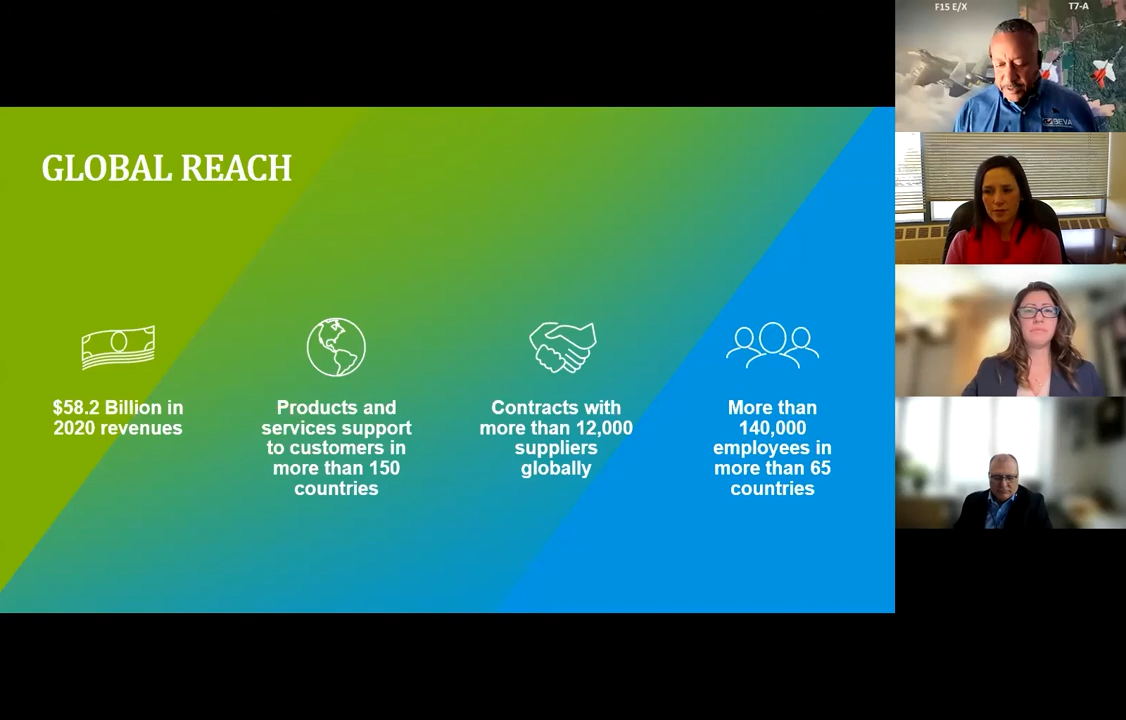 F15 E/X
T7-A
BEVA
GLOBAL REACH
$58.2 Billion in
2020 revenues
Products and
services support
to customers in
more than 150
countries
Contracts with
more than 12,000
suppliers
globally
More than
140,000
employees in
more than 65
countries